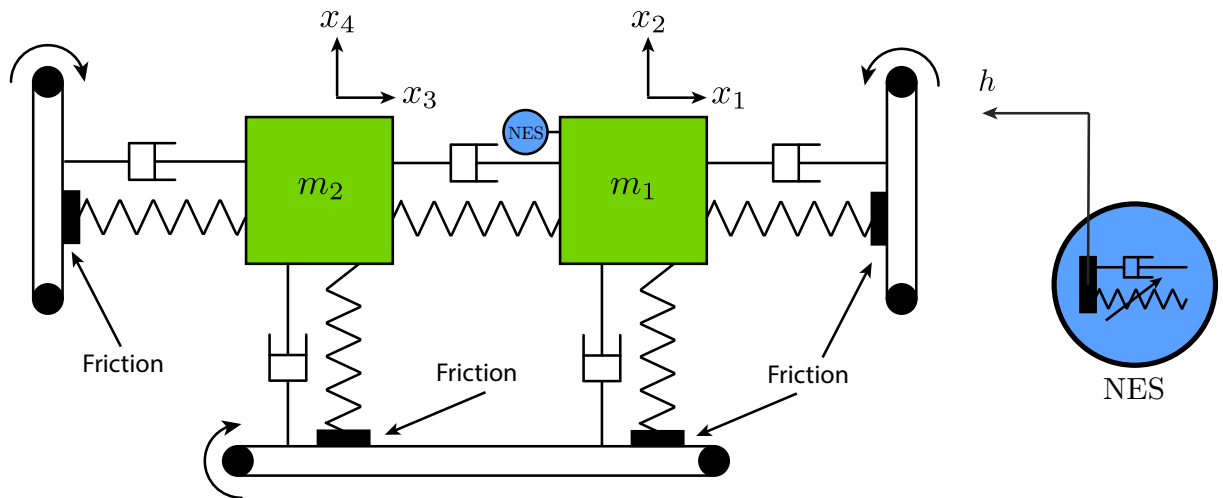 x₄
x₂
x₃
x₁
h
NES
m₂
m₁
Friction
Friction
Friction
NES